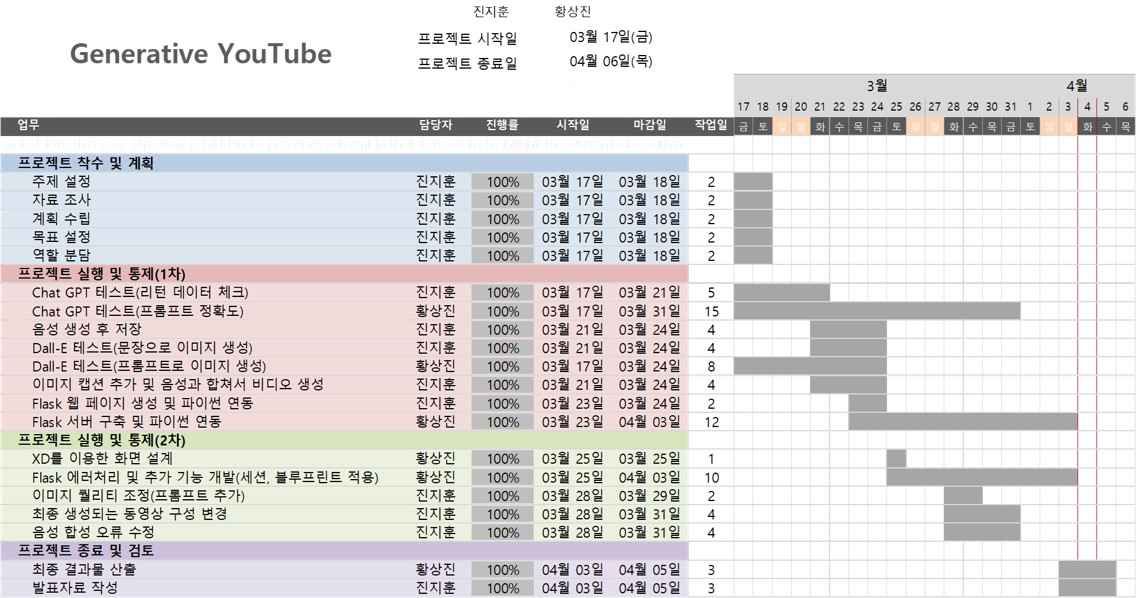 진지훈 황상진
Generative YouTube
프로젝트 시작일 03월 17일(금)
프로젝트 종료일 04월 06일(목)
3월 4월
17 18 19 20 21 22 23 24 25 26 27 28 29 30 31 1 2 3 4 5 6
업무 담당자 진행률 시작일 마감일 작업일 금 토 일 월 화 수 목 금 토 일 월 화 수 목 금 토 일 월 화 수 목
프로젝트 착수 및 계획
주제 설정 진지훈 100% 03월 17일 03월 18일 2
자료 조사 진지훈 100% 03월 17일 03월 18일 2
계획 수립 진지훈 100% 03월 17일 03월 18일 2
목표 설정 진지훈 100% 03월 17일 03월 18일 2
역할 분담 진지훈 100% 03월 17일 03월 18일 2
프로젝트 실행 및 통제(1차)
Chat GPT 테스트(리턴 데이터 체크) 진지훈 100% 03월 17일 03월 21일 5
Chat GPT 테스트(프롬프트 정확도) 황상진 100% 03월 17일 03월 31일 15
음성 생성 후 저장 진지훈 100% 03월 21일 03월 24일 4
Dall-E 테스트(문장으로 이미지 생성) 진지훈 100% 03월 21일 03월 24일 4
Dall-E 테스트(프롬프트로 이미지 생성) 황상진 100% 03월 17일 03월 24일 8
이미지 캡션 추가 및 음성과 합쳐서 비디오 생성 진지훈 100% 03월 21일 03월 24일 4
Flask 웹 페이지 생성 및 파이썬 연동 진지훈 100% 03월 23일 03월 24일 2
Flask 서버 구축 및 파이썬 연동 황상진 100% 03월 23일 04월 03일 12
프로젝트 실행 및 통제(2차)
XD를 이용한 화면 설계 황상진 100% 03월 25일 03월 25일 1
Flask 에러처리 및 추가 기능 개발(세션, 블루프린트 적용) 황상진 100% 03월 25일 04월 03일 10
이미지 퀄리티 조정(프롬프트 추가) 진지훈 100% 03월 28일 03월 29일 2
최종 생성되는 동영상 구성 변경 진지훈 100% 03월 28일 03월 31일 4
음성 합성 오류 수정 진지훈 100% 03월 28일 03월 31일 4
프로젝트 종료 및 검토
최종 결과물 산출 황상진 100% 04월 03일 04월 05일 3
발표자료 작성 진지훈 100% 04월 03일 04월 05일 3